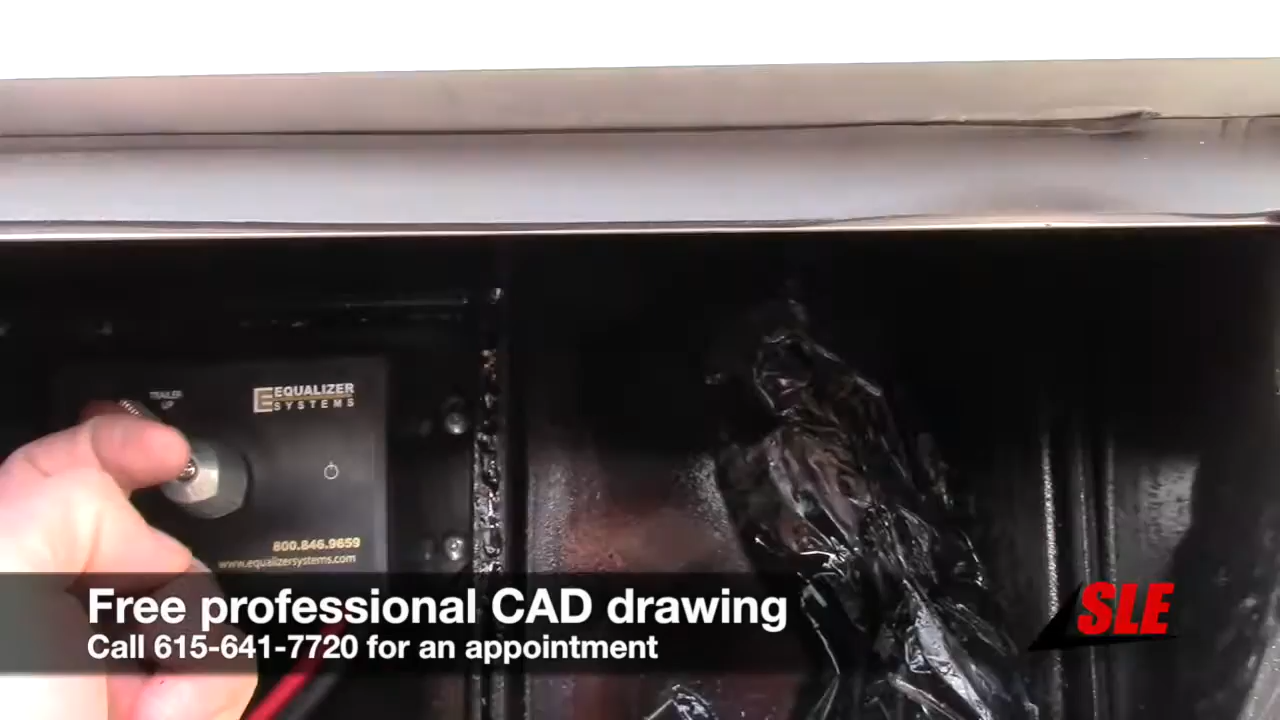 TRAILER
UP
EQUALIZER
SYSTEMS
800.846.9659
www.equalizersystems.com
Free professional CAD drawing
Call 615-641-7720 for an appointment
SLE